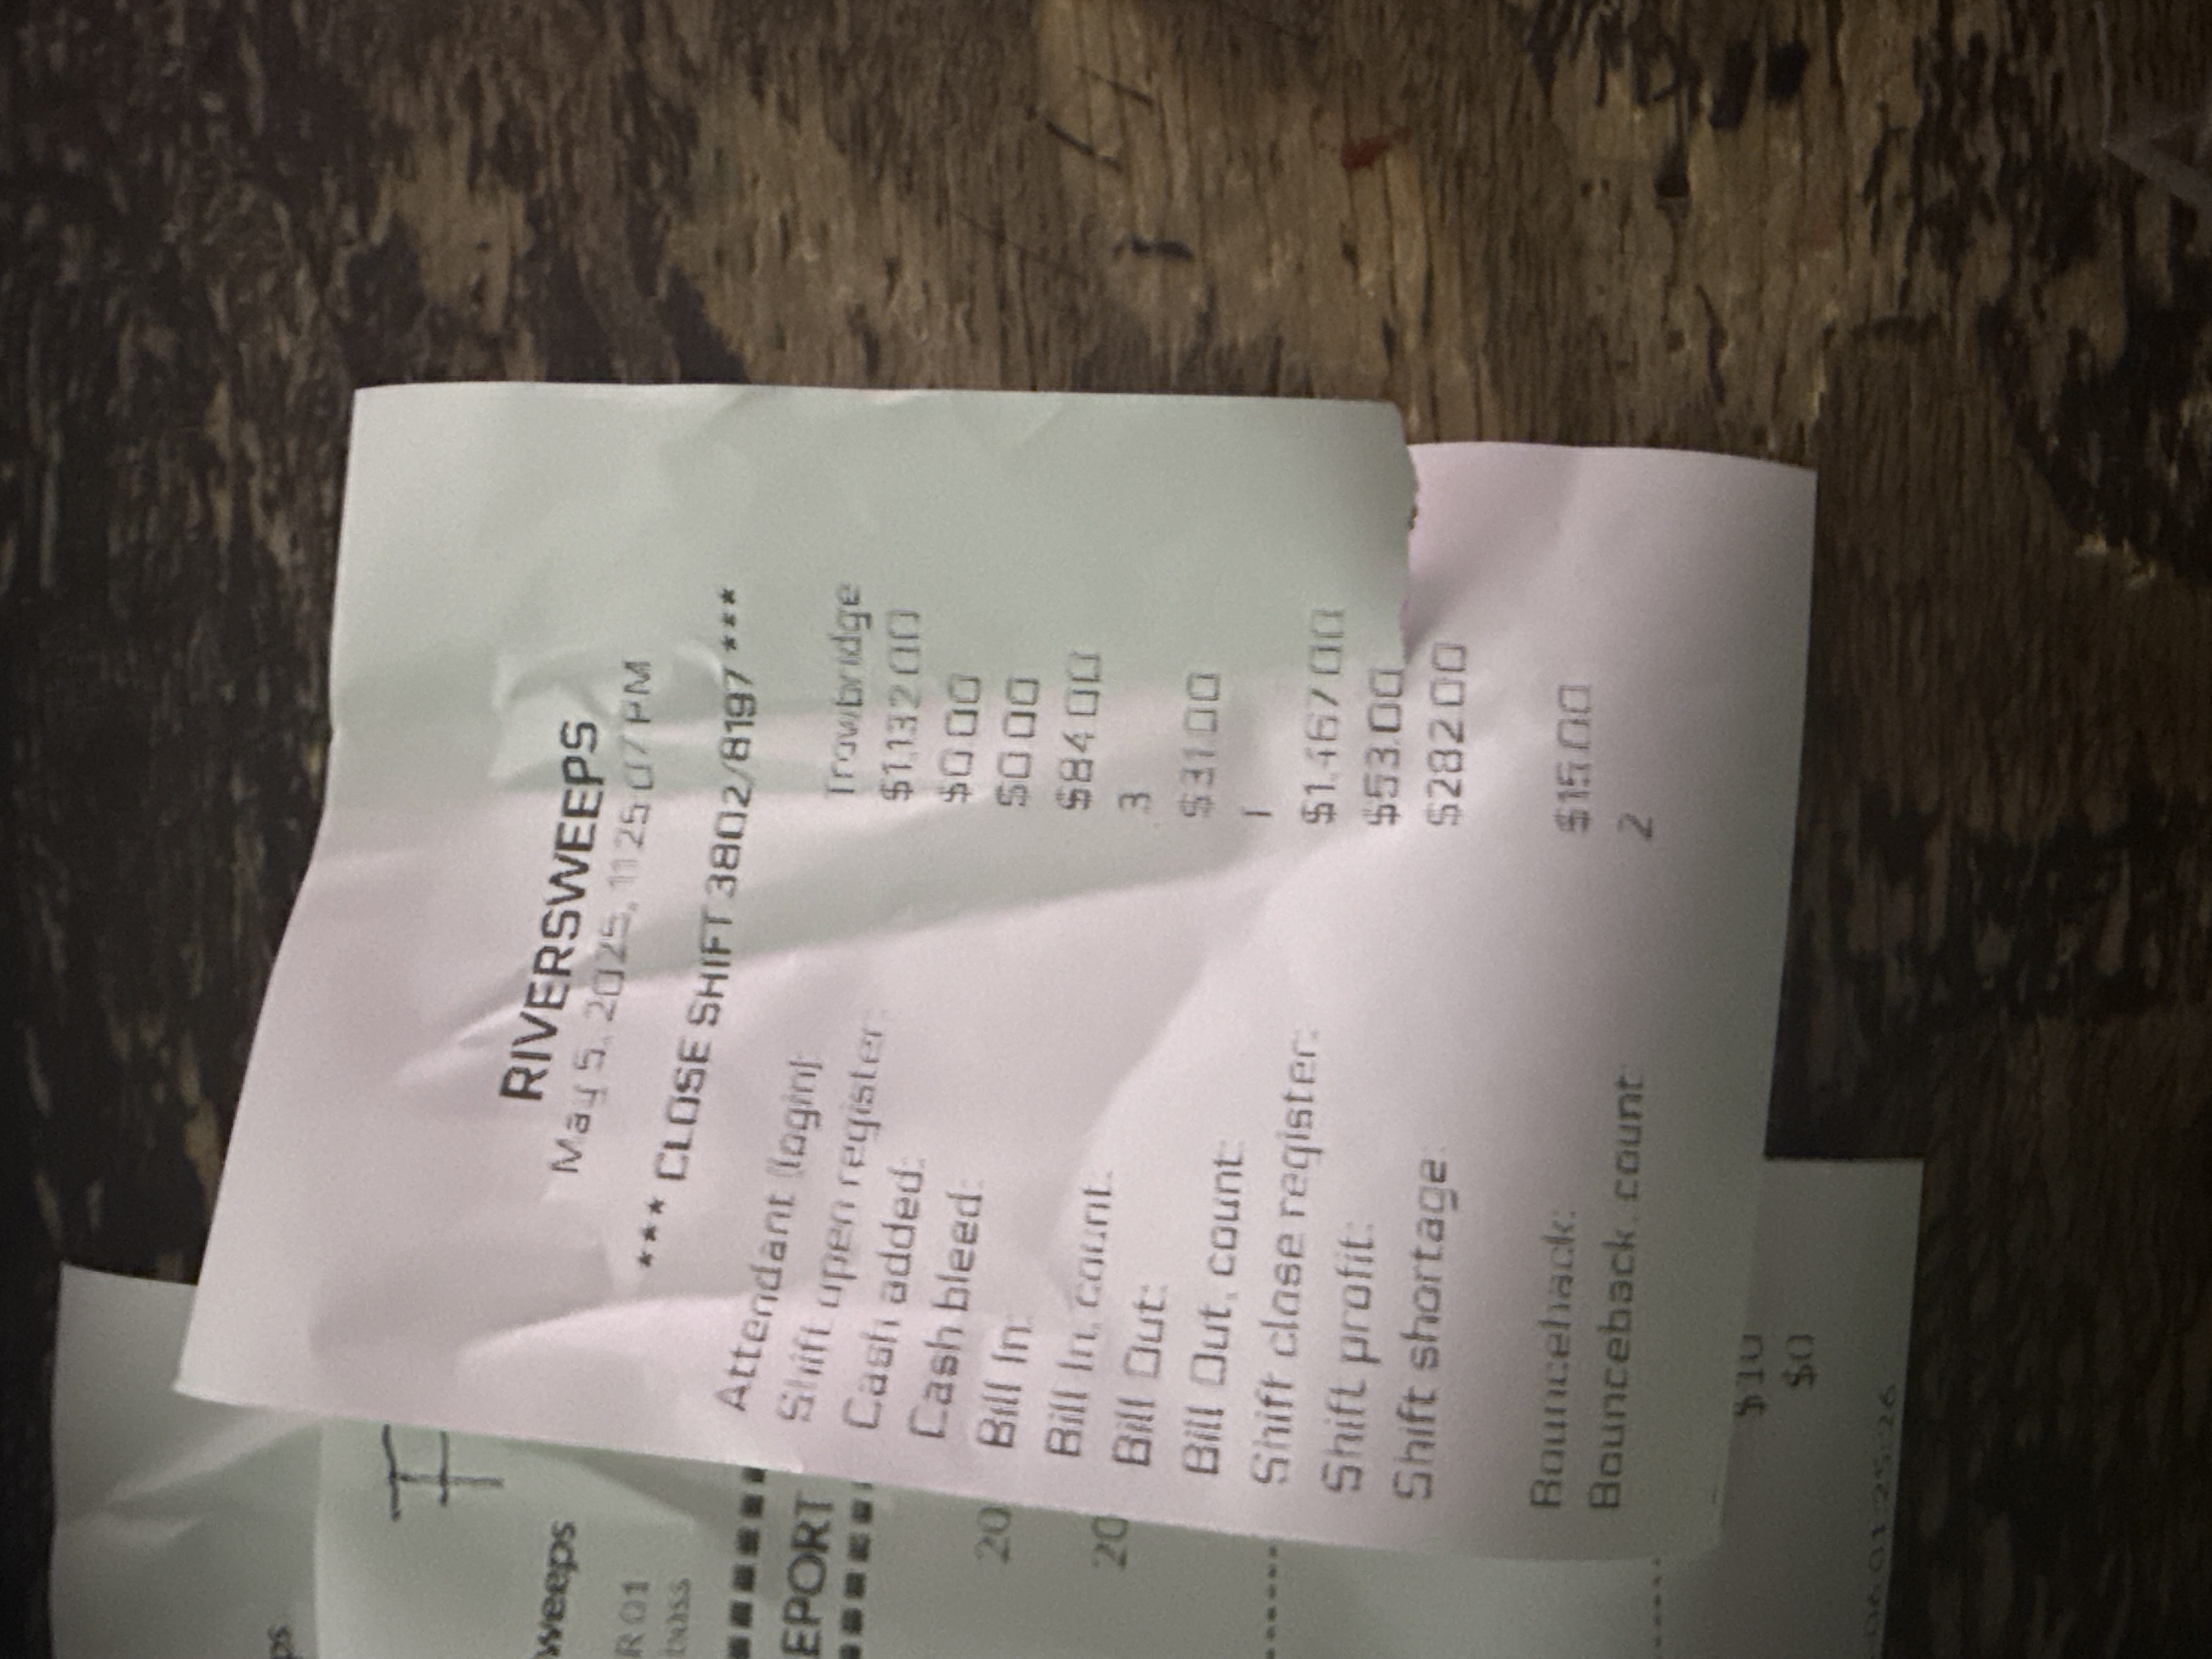 RIVERSWEEPS
May 5, 2025, 11:25:07 PM
**** CLOSE SHIFT 3802/8197 ****
Attendant (login): Trowbridge
Shift open register: $1,132.00
Cash added: $0.00
Cash bleed: $0.00
Bill In: $84.00
Bill In, count: 3
Bill Out: $31.00
Bill Out, count: 1
Shift close register: $1,467.00
Shift profit: $53.00
Shift shortage: $282.00
Bounceback: $15.00
Bounceback, count: 2
ps
weeps
R01
boss
EPORT
20
20
$10
$0